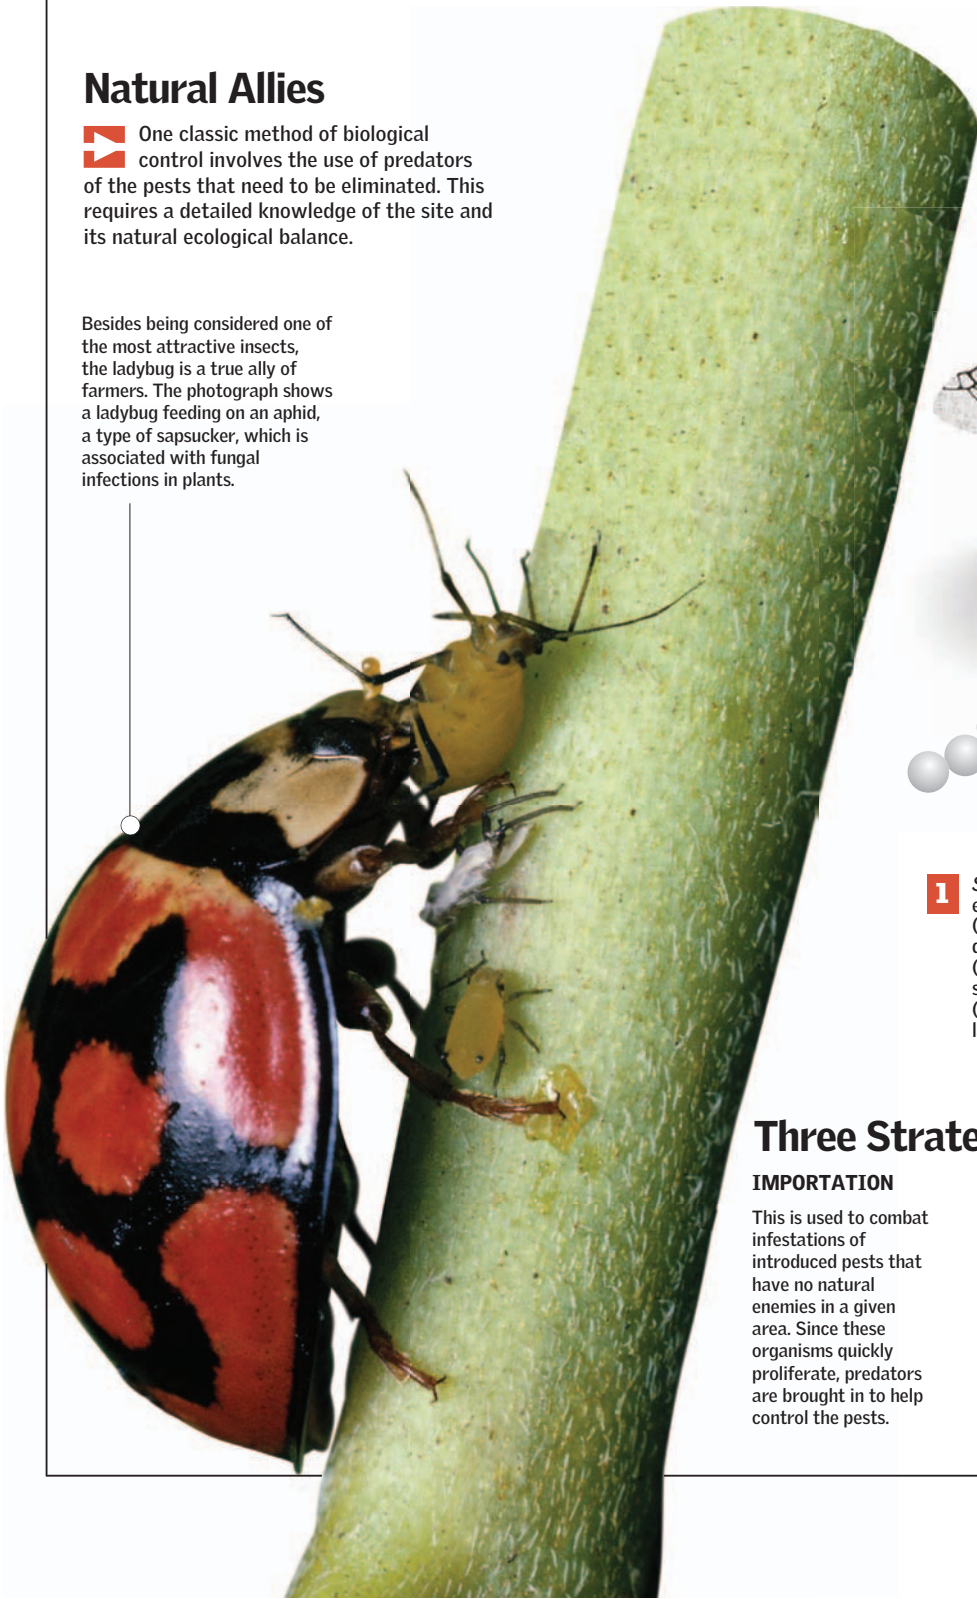 Natural Allies
One classic method of biological
control involves the use of predators
of the pests that need to be eliminated. This
requires a detailed knowledge of the site and
its natural ecological balance.
Besides being considered one of
the most attractive insects,
the ladybug is a true ally of
farmers. The photograph shows
a ladybug feeding on an aphid,
a type of sapsucker, which is
associated with fungal
infections in plants.
1
Three Strate
IMPORTATION
This is used to combat
infestations of
introduced pests that
have no natural
enemies in a given
area. Since these
organisms quickly
proliferate, predators
are brought in to help
control the pests.